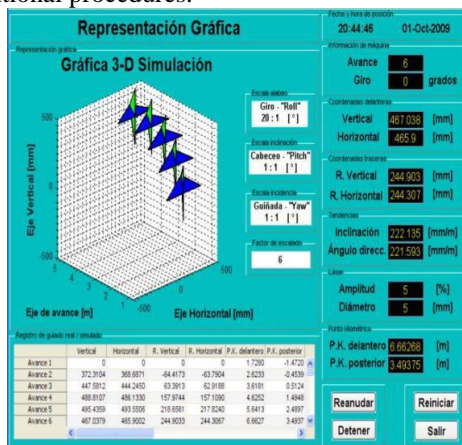 tional procedures.
Representación Gráfica
Representación gráfica
Gráfica 3-D Simulación
500
0
-500
Eje Vertical [mm]
5
4
3
2
1
-500
0
500
Eje de avance [m]
Eje Horizontal [mm]
Escala alabeo
Giro - "Roll"
20 : 1 [°]
Escala inclinación
Cabeceo - "Pitch"
1 : 1 [°]
Escala incidencia
Guiñada - "Yaw"
1 : 1 [°]
Factor de escalado
6
Registro de guiado real / simulado
Vertical Horizontal R. Vertical R. Horizontal P.K. delantero P.K. posterior
Avance 1 0 0 0 0 1.7280 -1.4720
Avance 2 372.3104 368.6871 -64.4173 -63.7904 2.6233 -0.4539
Avance 3 447.5812 444.2450 63.3913 62.9188 3.6181 0.5124
Avance 4 488.8107 486.1330 157.9744 157.1090 4.6252 1.4948
Avance 5 495.4359 493.5506 218.6561 217.8240 5.6413 2.4897
Avance 6 467.0379 465.9002 244.9033 244.3067 6.6627 3.4937
Fecha y hora de posición
20:44:46 01-Oct-2009
Información de máquina
Avance 6
Giro 0 grados
Coordenadas delanteras
Vertical 467.038 [mm]
Horizontal 465.9 [mm]
Coordenadas traseras
R. Vertical 244.903 [mm]
R. Horizontal 244.307 [mm]
Tendencias
Inclinación 222.135 [mm/m]
Ángulo direcc. 221.593 [mm/m]
Láser
Amplitud 5 [%]
Diámetro 5 [mm]
Punto kilométrico
P.K. delantero 6.66268 [m]
P.K. posterior 3.49375 [m]
Reanudar Reiniciar
Detener Salir